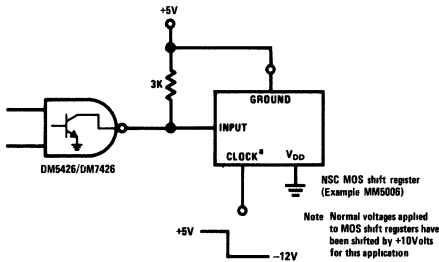 +5V
3K
GROUND
INPUT
CLOCKª
VDD
DM5426/DM7426
NSC MOS shift register
(Example MM5006)
+5V
-12V
Note Normal voltages applied
to MOS shift registers have
been shifted by +10Volts
for this application